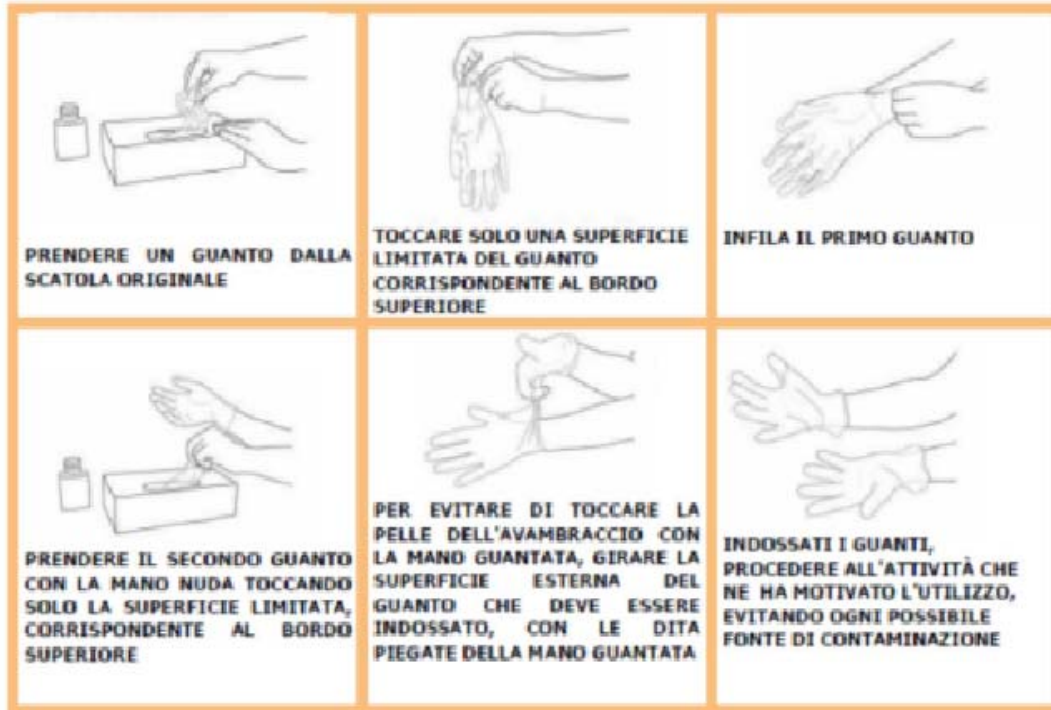 PRENDERE UN GUANTO DALLA
SCATOLA ORIGINALE
TOCCARE SOLO UNA SUPERFICIE
LIMITATA DEL GUANTO
CORRISPONDENTE AL BORDO
SUPERIORE
INFILA IL PRIMO GUANTO
PRENDERE IL SECONDO GUANTO
CON LA MANO NUDA TOCCANDO
SOLO LA SUPERFICIE LIMITATA,
CORRISPONDENTE AL BORDO
SUPERIORE
PER EVITARE DI TOCCARE LA
PELLE DELL'AVAMBRACCIO CON
LA MANO GUANTATA, GIRARE LA
SUPERFICIE ESTERNA DEL
GUANTO CHE DEVE ESSERE
INDOSSATO, CON LE DITA
PIEGATE DELLA MANO GUANTATA
INDOSSATI I GUANTI,
PROCEDERE ALL'ATTIVITÀ CHE
NE HA MOTIVATO L'UTILIZZO,
EVITANDO OGNI POSSIBILE
FONTE DI CONTAMINAZIONE